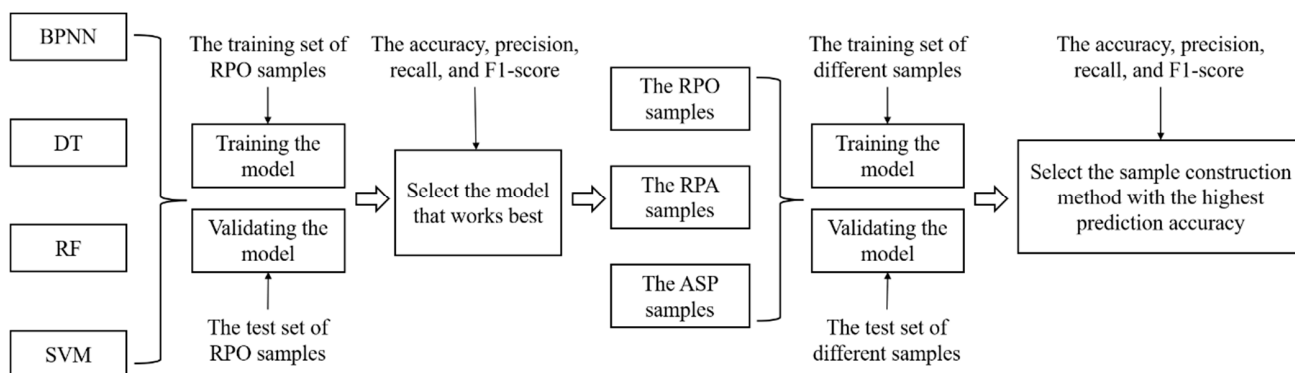 BPNN
DT
RF
SVM
The training set of
RPO samples
Training the
model
Validating the
model
The test set of
RPO samples
The accuracy, precision,
recall, and F1-score
Select the model
that works best
The RPO
samples
The RPA
samples
The ASP
samples
The training set of
different samples
Training the
model
Validating the
model
The test set of
different samples
The accuracy, precision,
recall, and F1-score
Select the sample construction
method with the highest
prediction accuracy